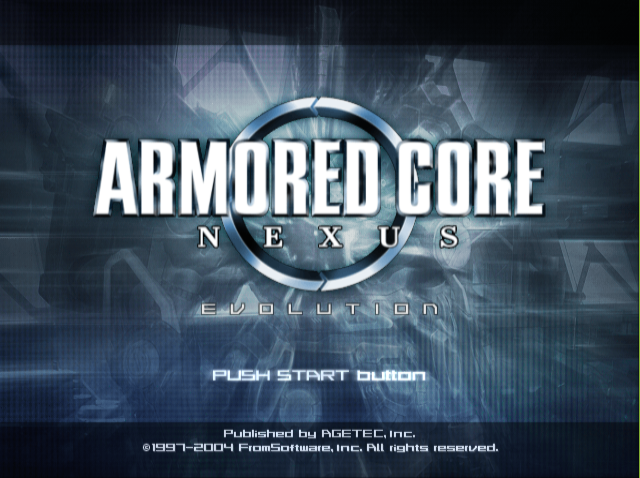 ARMORED CORE
NEXUS
EVOLUTION
PUSH START button
Published by AGETEC, Inc.
©1997-2004 FromSoftware, Inc. All rights reserved.